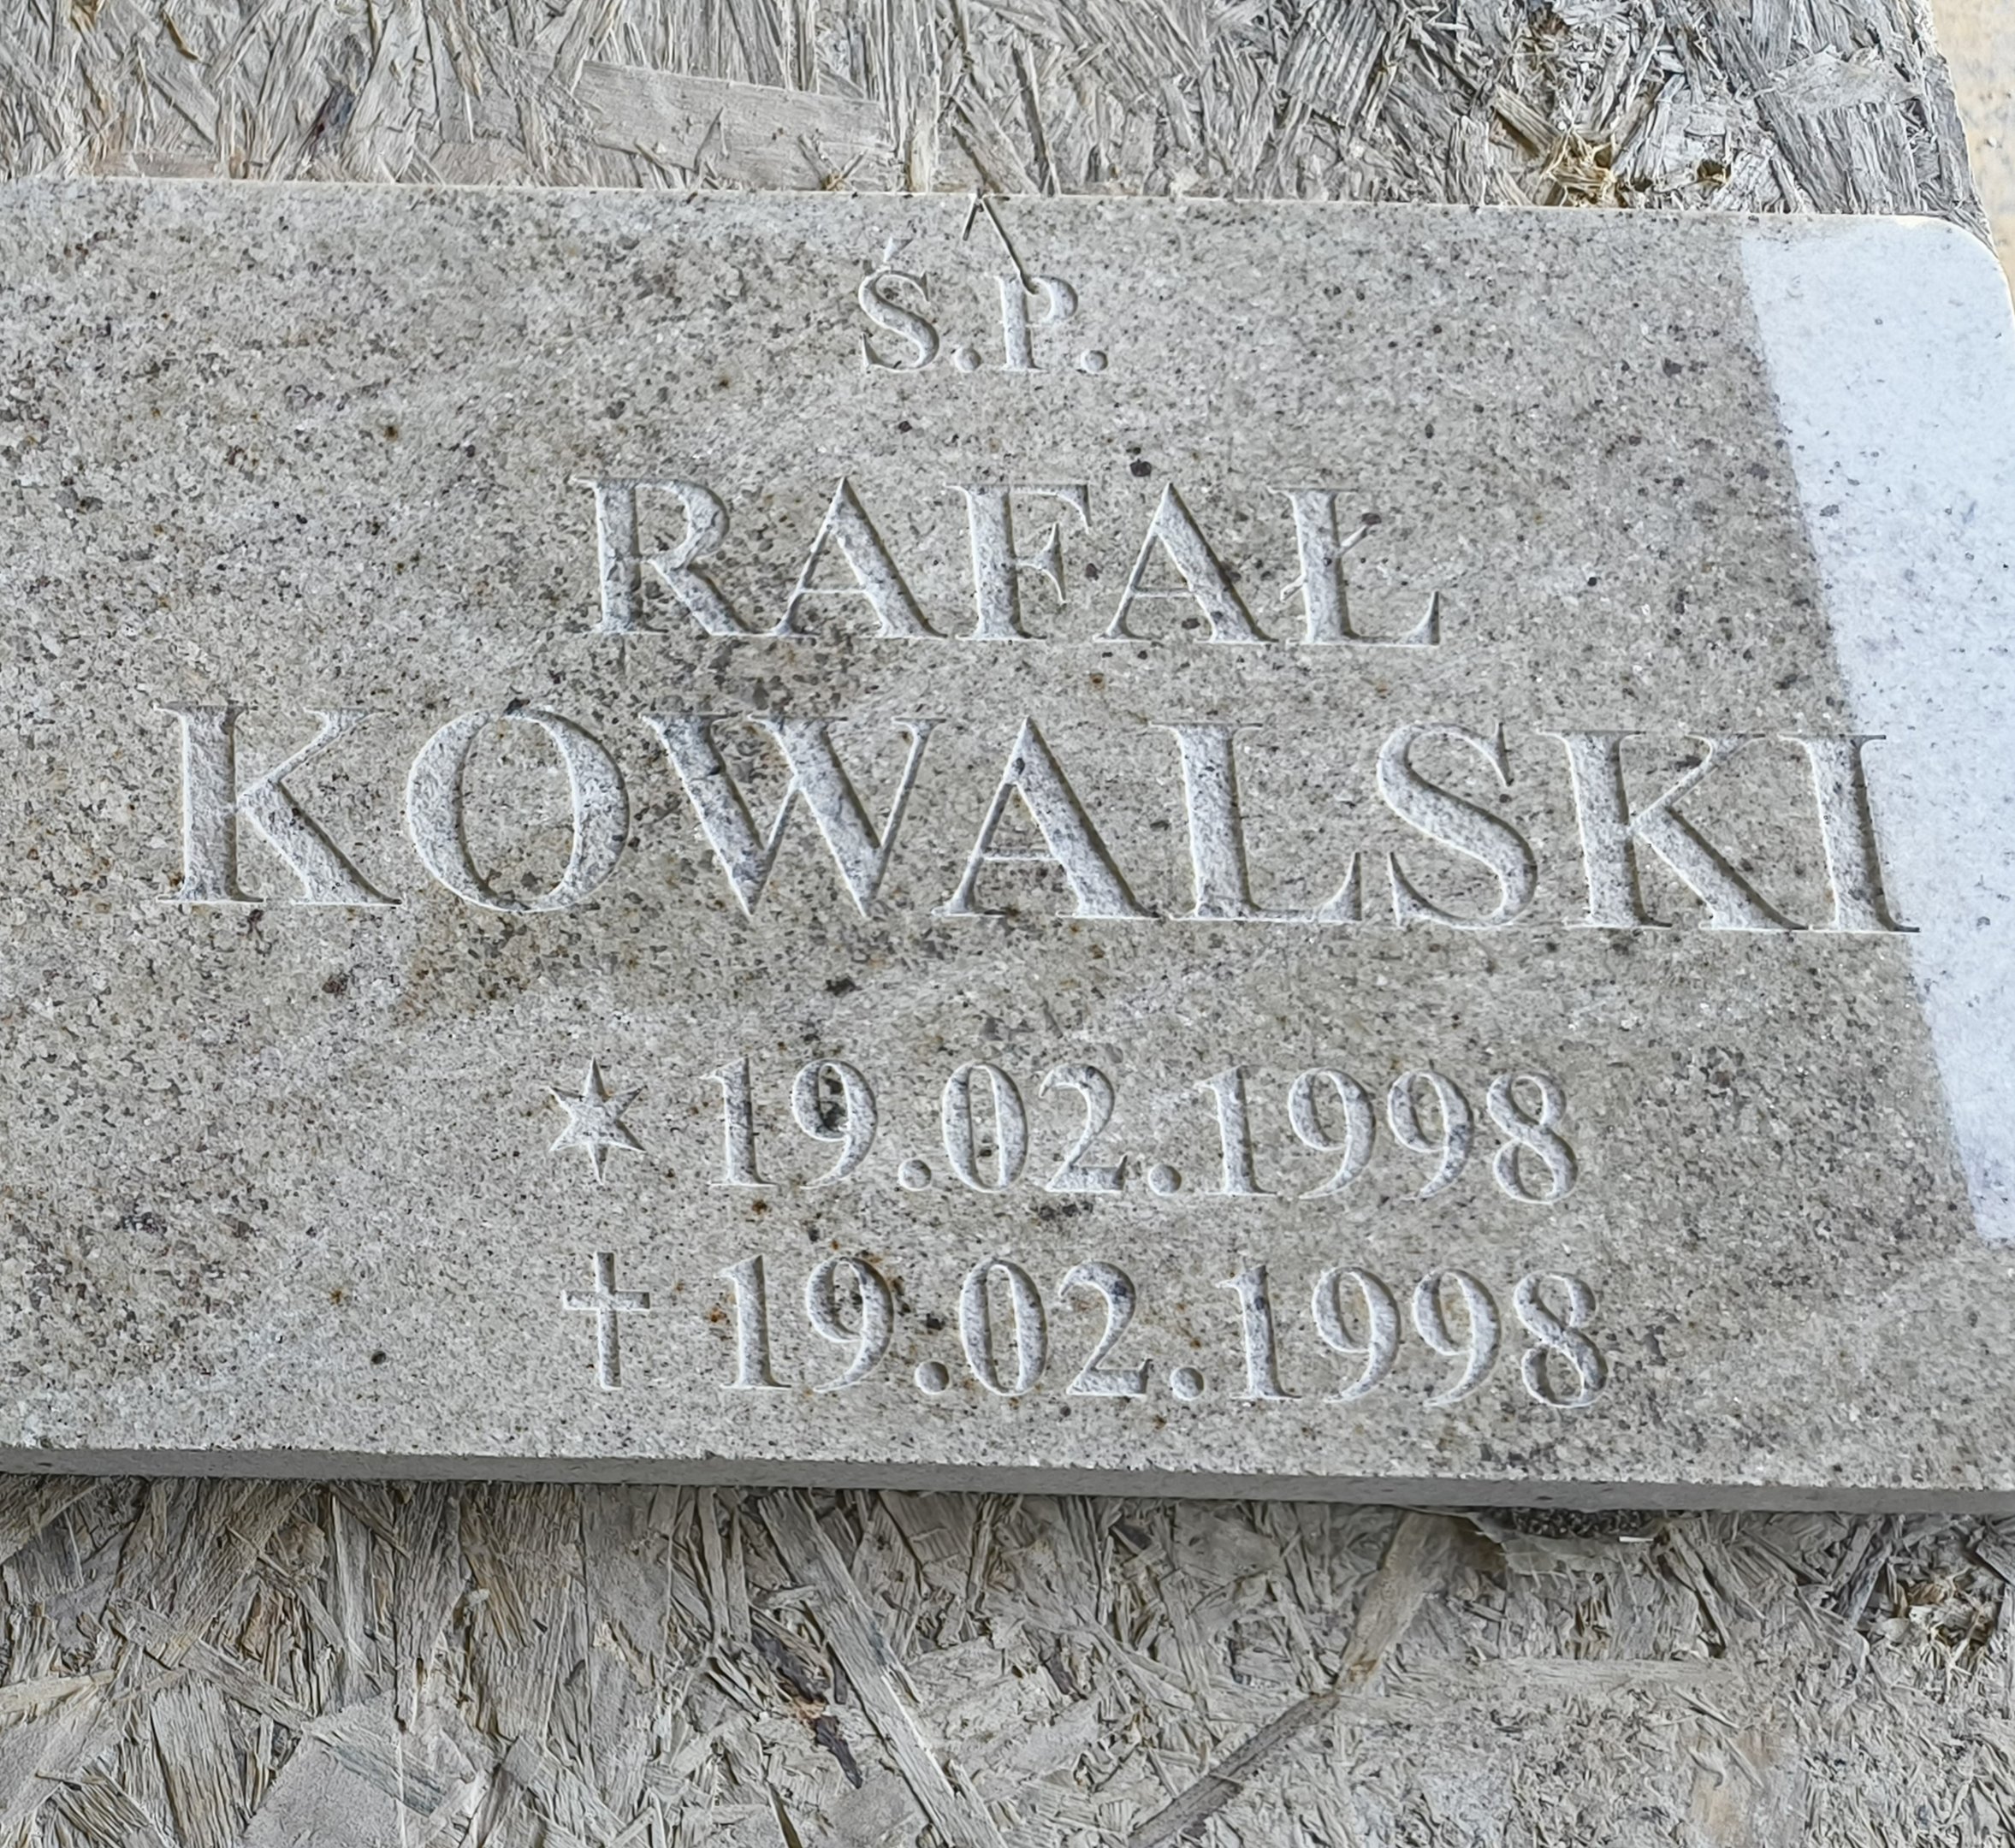 Ś.P.
RAFAŁ
KOWALSKI
✶ 19.02.1998
✝ 19.02.1998